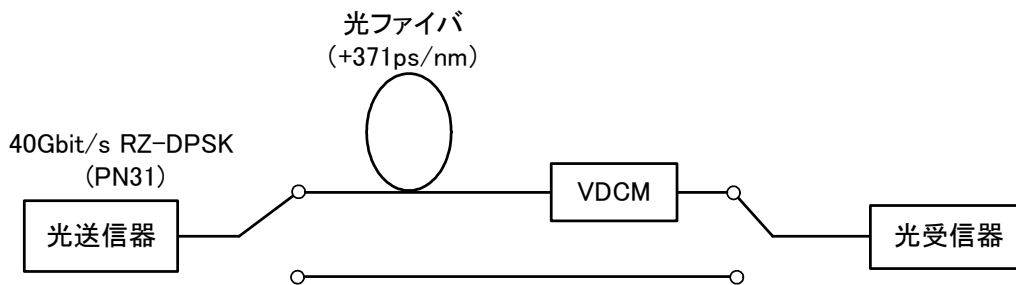 光ファイバ
(+371ps/nm)
40Gbit/s RZ-DPSK
(PN31)
光送信器
VDCM
光受信器